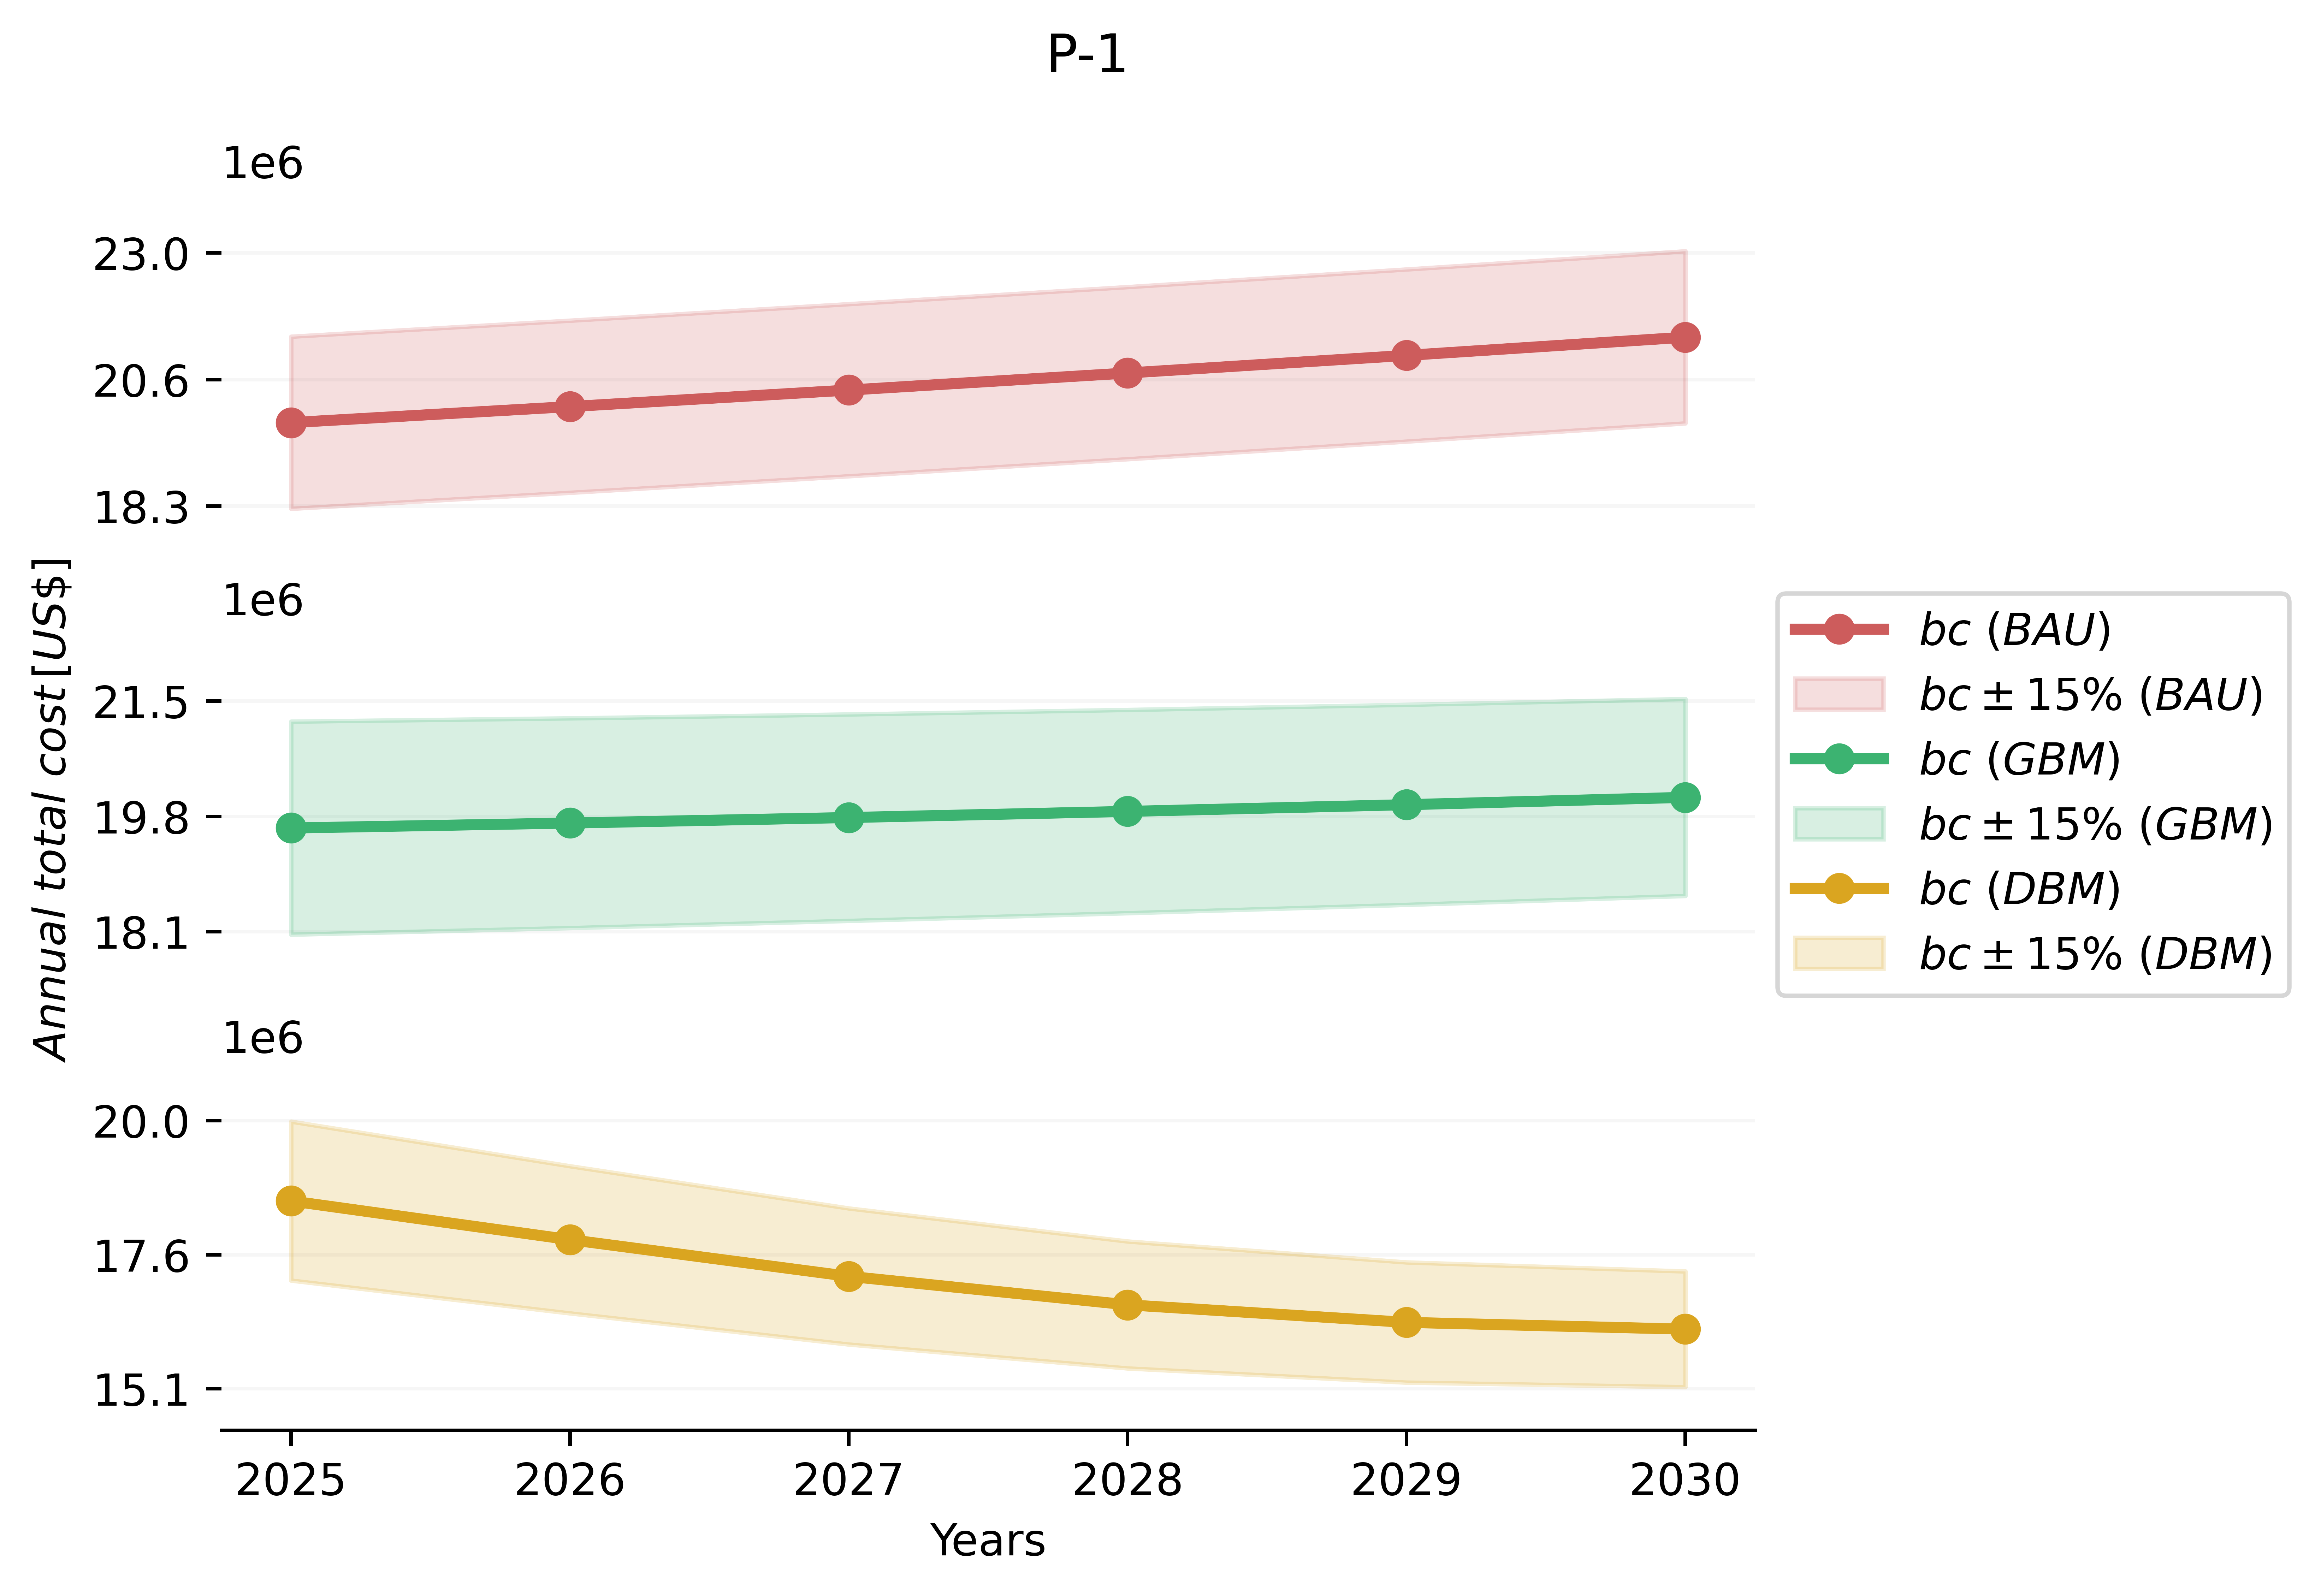 P-1
1e6
23.0
20.6
18.3
1e6
21.5
19.8
18.1
1e6
20.0
17.6
15.1
Annual total cost [US$]
2025 2026 2027 2028 2029 2030
Years
bc (BAU)
bc ± 15% (BAU)
bc (GBM)
bc ± 15% (GBM)
bc (DBM)
bc ± 15% (DBM)